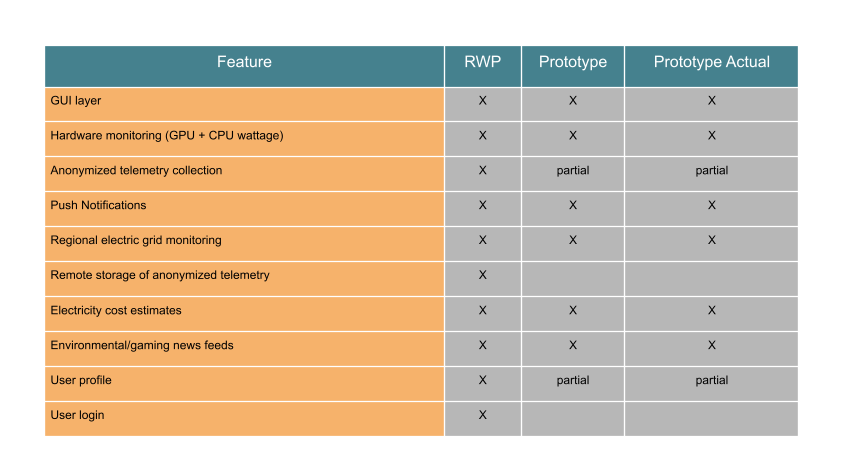 Feature RWP Prototype Prototype Actual
GUI layer X X X
Hardware monitoring (GPU + CPU wattage) X X X
Anonymized telemetry collection X partial partial
Push Notifications X X X
Regional electric grid monitoring X X X
Remote storage of anonymized telemetry X
Electricity cost estimates X X X
Environmental/gaming news feeds X X X
User profile X partial partial
User login X